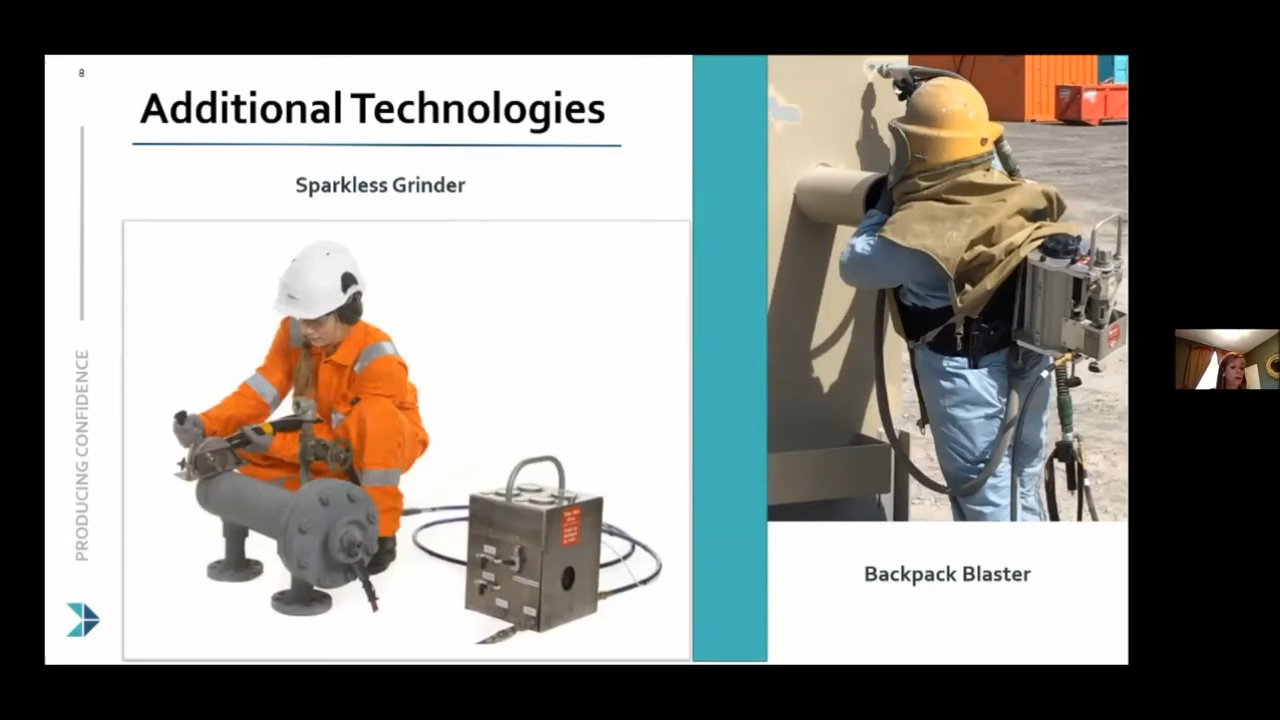 8
Additional Technologies
Sparkless Grinder
PRODUCING CONFIDENCE
Backpack Blaster